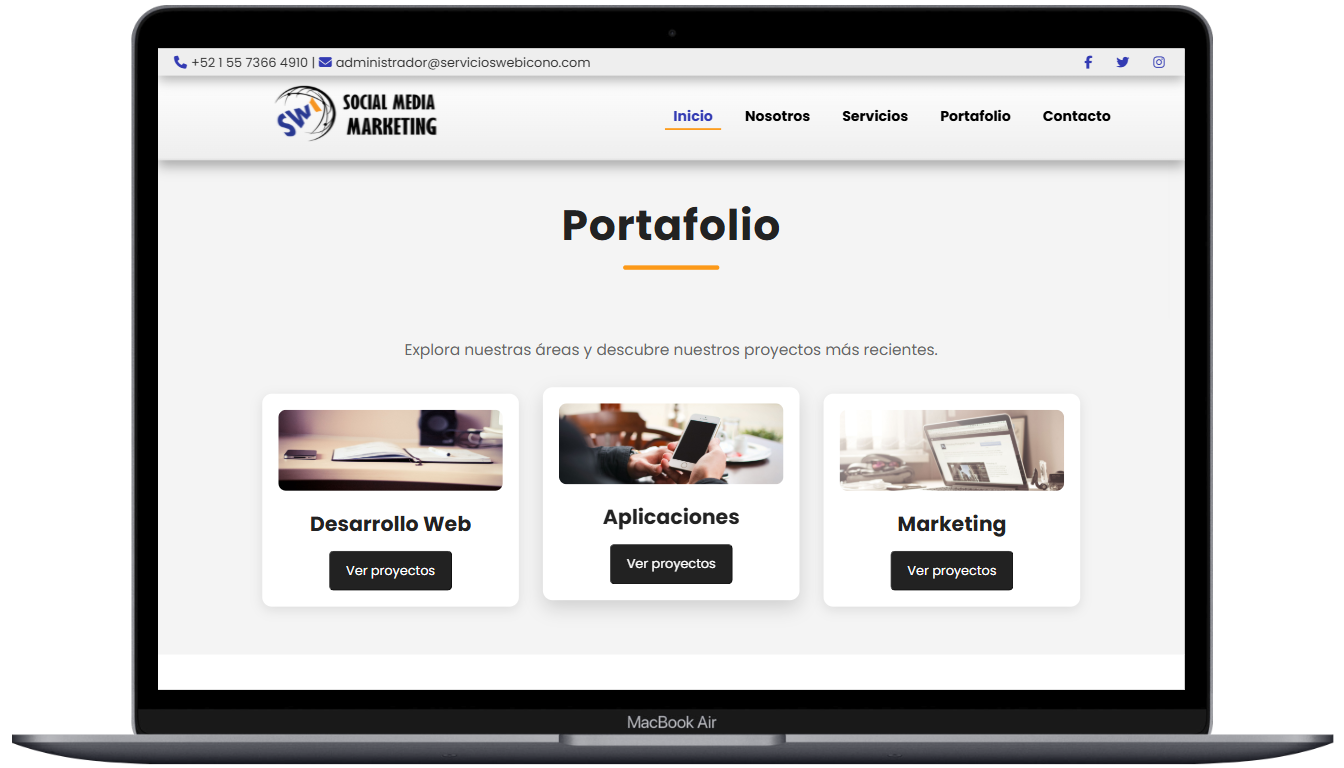 +52 1 55 7366 4910 | administrador@servicioswebicono.com
SWi SOCIAL MEDIA
MARKETING
Inicio Nosotros Servicios Portafolio Contacto
Portafolio
Explora nuestras áreas y descubre nuestros proyectos más recientes.
Desarrollo Web
Ver proyectos
Aplicaciones
Ver proyectos
Marketing
Ver proyectos
MacBook Air